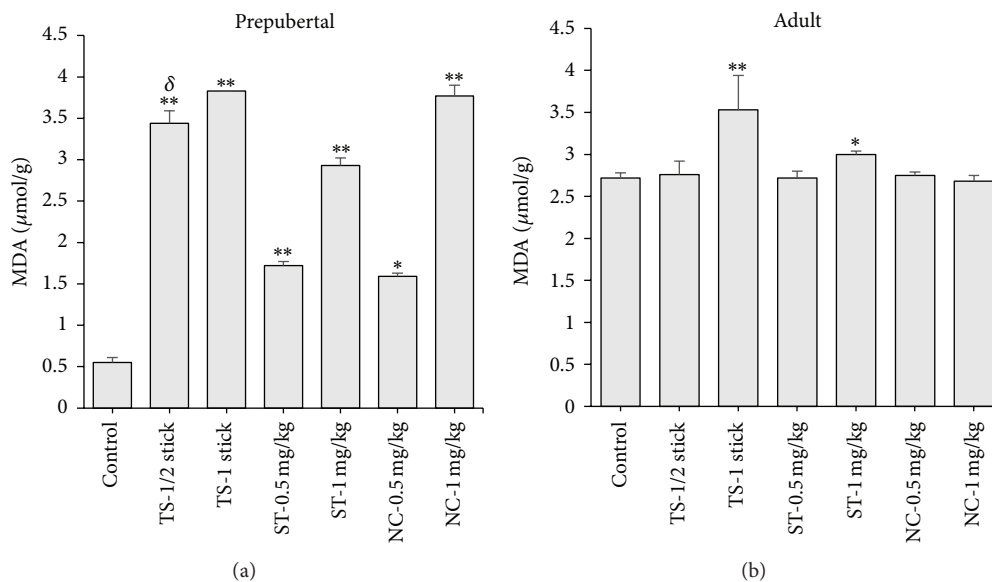 Prepubertal
MDA (µmol/g)
4.5
4
3.5
3
2.5
2
1.5
1
0.5
0
δ
**
**
**
**
*
**
Control
TS-1/2 stick
TS-1 stick
ST-0.5 mg/kg
ST-1 mg/kg
NC-0.5 mg/kg
NC-1 mg/kg
(a)
Adult
MDA (µmol/g)
4.5
4
3.5
3
2.5
2
1.5
1
0.5
0
**
*
Control
TS-1/2 stick
TS-1 stick
ST-0.5 mg/kg
ST-1 mg/kg
NC-0.5 mg/kg
NC-1 mg/kg
(b)